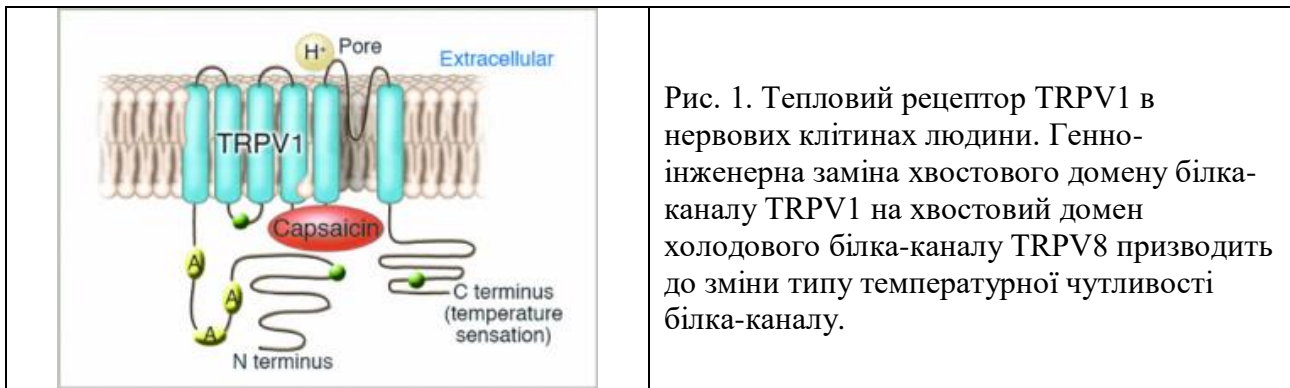 H+
Pore
Extracellular
TRPV1
Capsaicin
A
A
A
C terminus
(temperature
sensation)
N terminus
Рис. 1. Тепловий рецептор TRPV1 в
нервових клітинах людини. Генно-
інженерна заміна хвостового домену білка-
каналу TRPV1 на хвостовий домен
холодового білка-каналу TRPV8 призводить
до зміни типу температурної чутливості
білка-каналу.